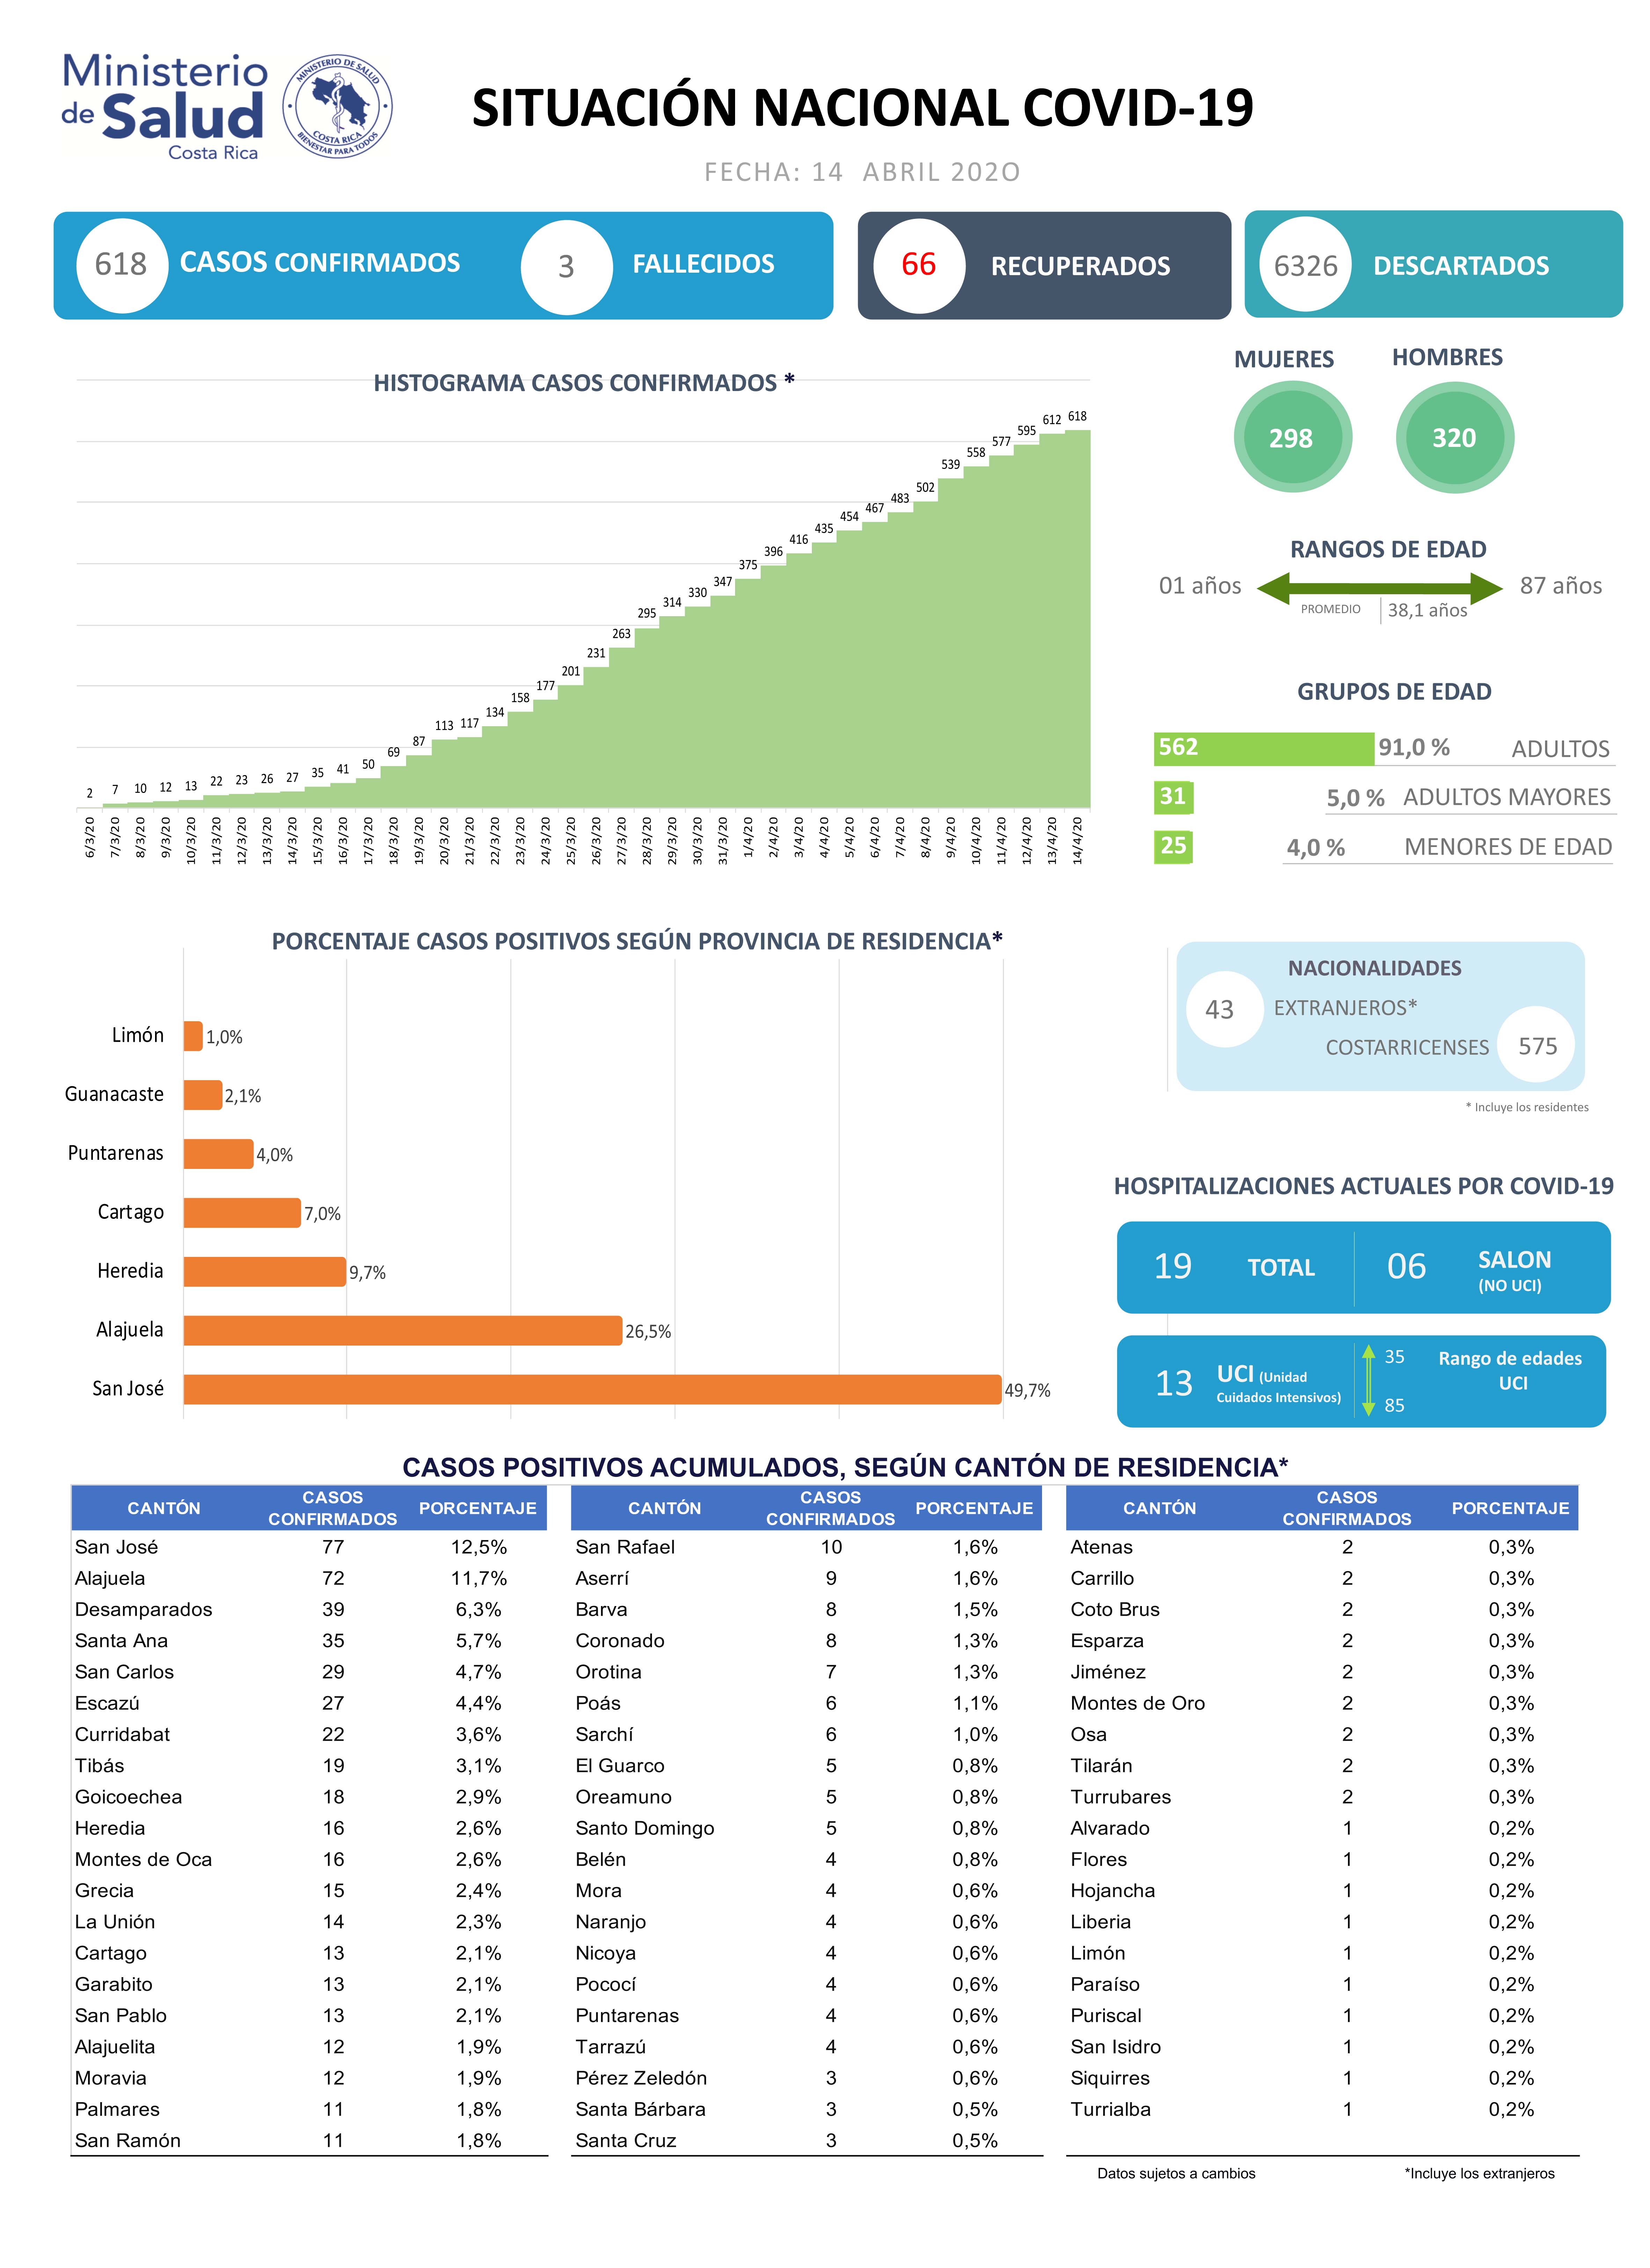 Ministerio
de Salud
Costa Rica
MINISTERIO DE SALUD
COSTA RICA
BIENESTAR PARA TODOS
SITUACIÓN NACIONAL COVID-19
FECHA: 14 ABRIL 202O
618 CASOS CONFIRMADOS 3 FALLECIDOS 66 RECUPERADOS 6326 DESCARTADOS
HISTOGRAMA CASOS CONFIRMADOS *
2 7 10 12 13 22 23 26 27 35 41 50 69 87 113 117 134 158 177 201 231 263 295 314 330 347 375 396 416 435 454 467 483 502 539 558 577 595 612 618
6/3/20 7/3/20 8/3/20 9/3/20 10/3/20 11/3/20 12/3/20 13/3/20 14/3/20 15/3/20 16/3/20 17/3/20 18/3/20 19/3/20 20/3/20 21/3/20 22/3/20 23/3/20 24/3/20 25/3/20 26/3/20 27/3/20 28/3/20 29/3/20 30/3/20 31/3/20 1/4/20 2/4/20 3/4/20 4/4/20 5/4/20 6/4/20 7/4/20 8/4/20 9/4/20 10/4/20 11/4/20 12/4/20 13/4/20 14/4/20
MUJERES HOMBRES
298 320
RANGOS DE EDAD
01 años 87 años
PROMEDIO 38,1 años
GRUPOS DE EDAD
562 91,0 % ADULTOS
31 5,0 % ADULTOS MAYORES
25 4,0 % MENORES DE EDAD
PORCENTAJE CASOS POSITIVOS SEGÚN PROVINCIA DE RESIDENCIA*
Limón 1,0%
Guanacaste 2,1%
Puntarenas 4,0%
Cartago 7,0%
Heredia 9,7%
Alajuela 26,5%
San José 49,7%
NACIONALIDADES
43 EXTRANJEROS*
COSTARRICENSES 575
* Incluye los residentes
HOSPITALIZACIONES ACTUALES POR COVID-19
19 TOTAL 06 SALON
(NO UCI)
13 UCI (Unidad
Cuidados Intensivos)
35
85
Rango de edades
UCI
CASOS POSITIVOS ACUMULADOS, SEGÚN CANTÓN DE RESIDENCIA*
CANTÓN CASOS CONFIRMADOS PORCENTAJE CANTÓN CASOS CONFIRMADOS PORCENTAJE CANTÓN CASOS CONFIRMADOS PORCENTAJE
San José 77 12,5% San Rafael 10 1,6% Atenas 2 0,3%
Alajuela 72 11,7% Aserrí 9 1,6% Carrillo 2 0,3%
Desamparados 39 6,3% Barva 8 1,5% Coto Brus 2 0,3%
Santa Ana 35 5,7% Coronado 8 1,3% Esparza 2 0,3%
San Carlos 29 4,7% Orotina 7 1,3% Jiménez 2 0,3%
Escazú 27 4,4% Poás 6 1,1% Montes de Oro 2 0,3%
Curridabat 22 3,6% Sarchí 6 1,0% Osa 2 0,3%
Tibás 19 3,1% El Guarco 5 0,8% Tilarán 2 0,3%
Goicoechea 18 2,9% Oreamuno 5 0,8% Turrubares 2 0,3%
Heredia 16 2,6% Santo Domingo 5 0,8% Alvarado 1 0,2%
Montes de Oca 16 2,6% Belén 4 0,8% Flores 1 0,2%
Grecia 15 2,4% Mora 4 0,6% Hojancha 1 0,2%
La Unión 14 2,3% Naranjo 4 0,6% Liberia 1 0,2%
Cartago 13 2,1% Nicoya 4 0,6% Limón 1 0,2%
Garabito 13 2,1% Pococí 4 0,6% Paraíso 1 0,2%
San Pablo 13 2,1% Puntarenas 4 0,6% Puriscal 1 0,2%
Alajuelita 12 1,9% Tarrazú 4 0,6% San Isidro 1 0,2%
Moravia 12 1,9% Pérez Zeledón 3 0,6% Siquirres 1 0,2%
Palmares 11 1,8% Santa Bárbara 3 0,5% Turrialba 1 0,2%
San Ramón 11 1,8% Santa Cruz 3 0,5%
Datos sujetos a cambios *Incluye los extranjeros